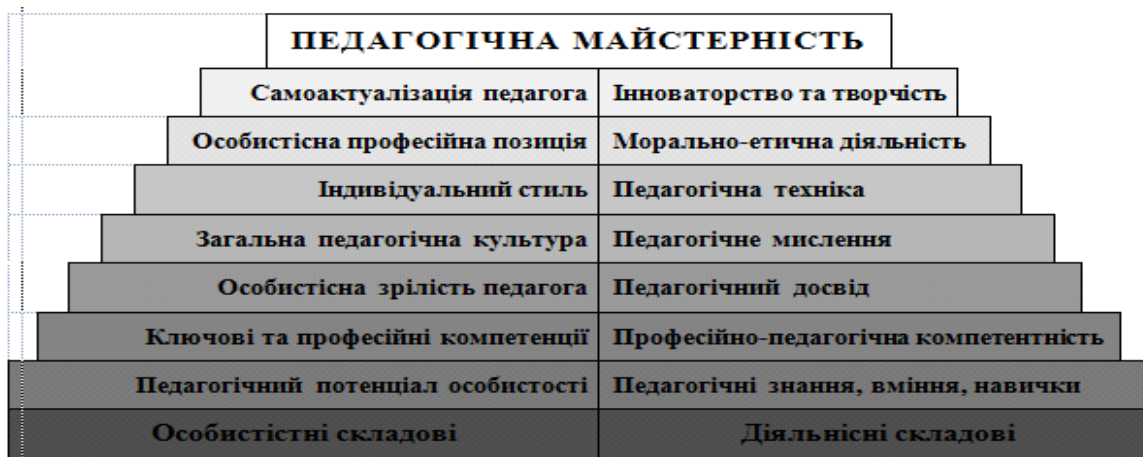 ПЕДАГОГІЧНА МАЙСТЕРНІСТЬ
Самоактуалізація педагога Інноваторство та творчість
Особистісна професійна позиція Морально-етична діяльність
Індивідуальний стиль Педагогічна техніка
Загальна педагогічна культура Педагогічне мислення
Особистісна зрілість педагога Педагогічний досвід
Ключові та професійні компетенції Професійно-педагогічна компетентність
Педагогічний потенціал особистості Педагогічні знання, вміння, навички
Особистістні складові Діяльнісні складові